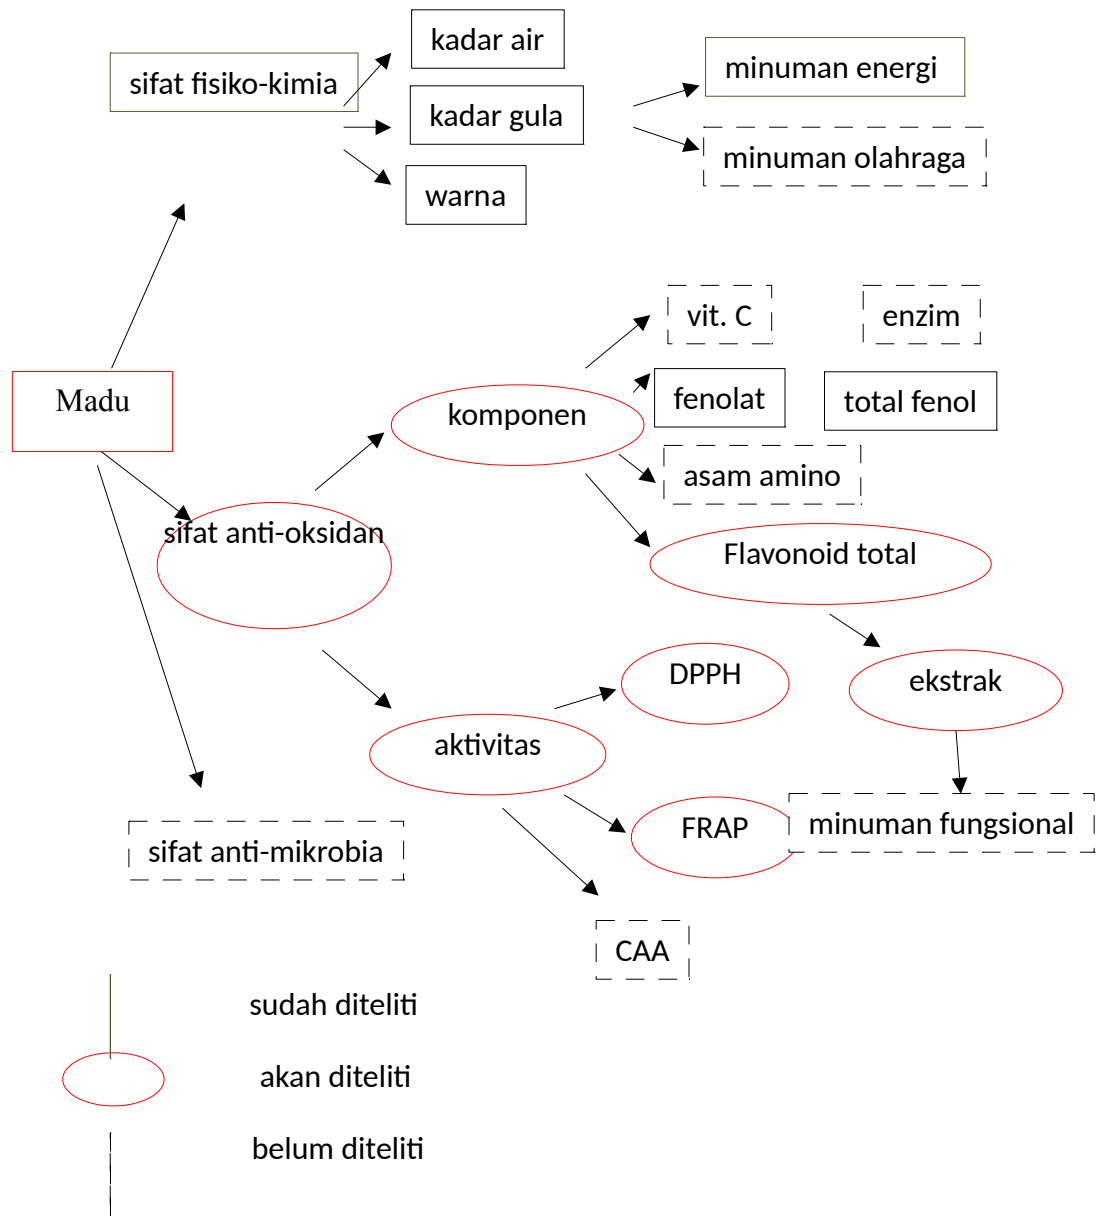 kadar air
sifat fisiko-kimia
minuman energi
kadar gula
minuman olahraga
warna
vit. C
enzim
Madu
komponen
fenolat
total fenol
asam amino
sifat anti-oksidan
Flavonoid total
DPPH
ekstrak
aktivitas
FRAP
minuman fungsional
sifat anti-mikrobia
CAA
sudah diteliti
akan diteliti
belum diteliti